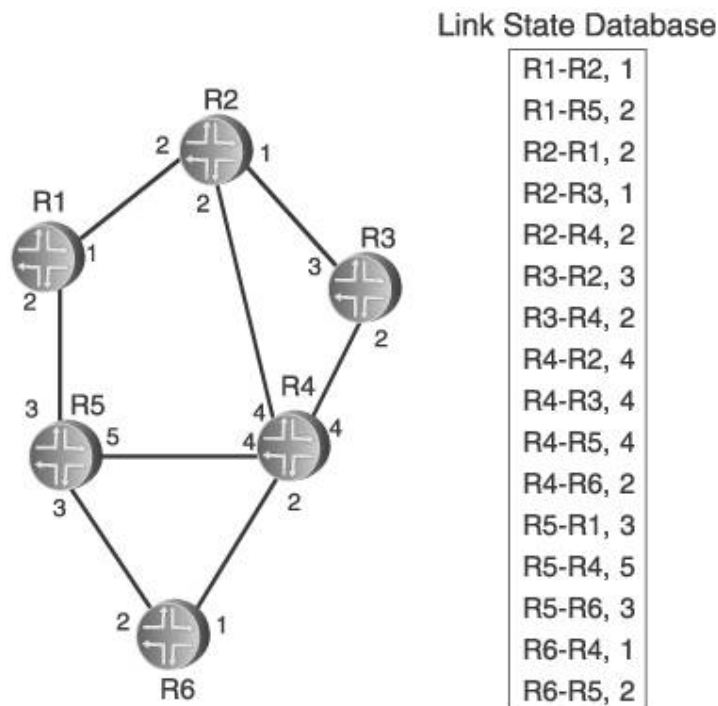 Link State Database
R1-R2, 1
R1-R5, 2
R2-R1, 2
R2-R3, 1
R2-R4, 2
R3-R2, 3
R3-R4, 2
R4-R2, 4
R4-R3, 4
R4-R5, 4
R4-R6, 2
R5-R1, 3
R5-R4, 5
R5-R6, 3
R6-R4, 1
R6-R5, 2
R2
2
1
2
R1
1
2
R3
3
2
R4
4
4
4
2
R5
3
5
3
2
1
R6